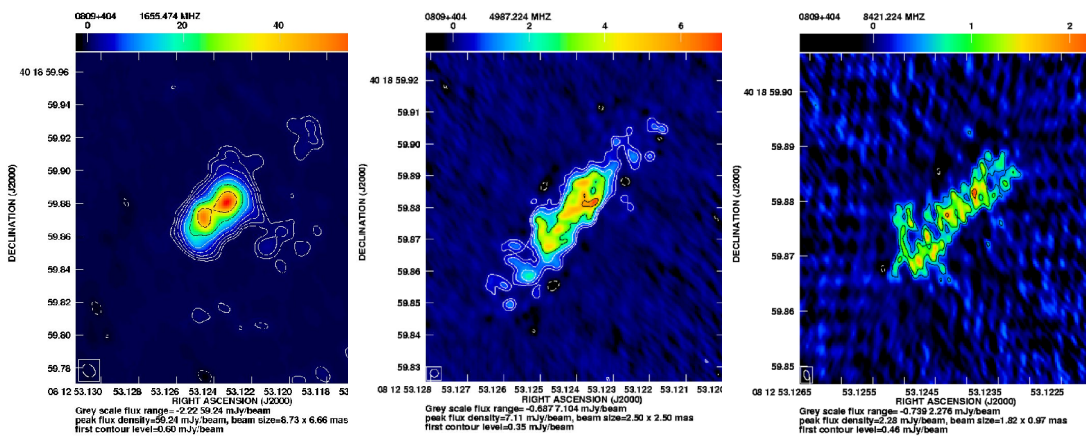 0809+404 1655.474 MHZ
0 20 40
40 18 59.96
59.94
59.92
59.90
59.88
59.86
59.84
59.82
59.80
59.78
DECLINATION (J2000)
08 12 53.130 53.128 53.126 53.124 53.122 53.120 53.118 53
RIGHT ASCENSION (J2000)
Grey scale flux range= -2.22 59.24 mJy/beam
peak flux density=59.24 mJy/beam, beam size=8.73 x 6.66 mas
first contour level=0.60 mJy/beam
0809+404 4987.224 MHZ
0 2 4 6
40 18 59.92
59.91
59.90
59.89
59.88
59.87
59.86
59.85
59.84
59.83
DECLINATION (J2000)
08 12 53.128 53.127 53.126 53.125 53.124 53.123 53.122 53.121 53.120
RIGHT ASCENSION (J2000)
Grey scale flux range= -0.687 7.104 mJy/beam
peak flux density=7.11 mJy/beam, beam size=2.50 x 2.50 mas
first contour level=0.35 mJy/beam
0809+404 8421.224 MHZ
0 1 2
40 18 59.90
59.89
59.88
59.87
59.86
59.85
DECLINATION (J2000)
08 12 53.1265 53.1255 53.1245 53.1235 53.1225
RIGHT ASCENSION (J2000)
Grey scale flux range= -0.739 2.276 mJy/beam
peak flux density=2.28 mJy/beam, beam size=1.82 x 0.97 mas
first contour level=0.46 mJy/beam